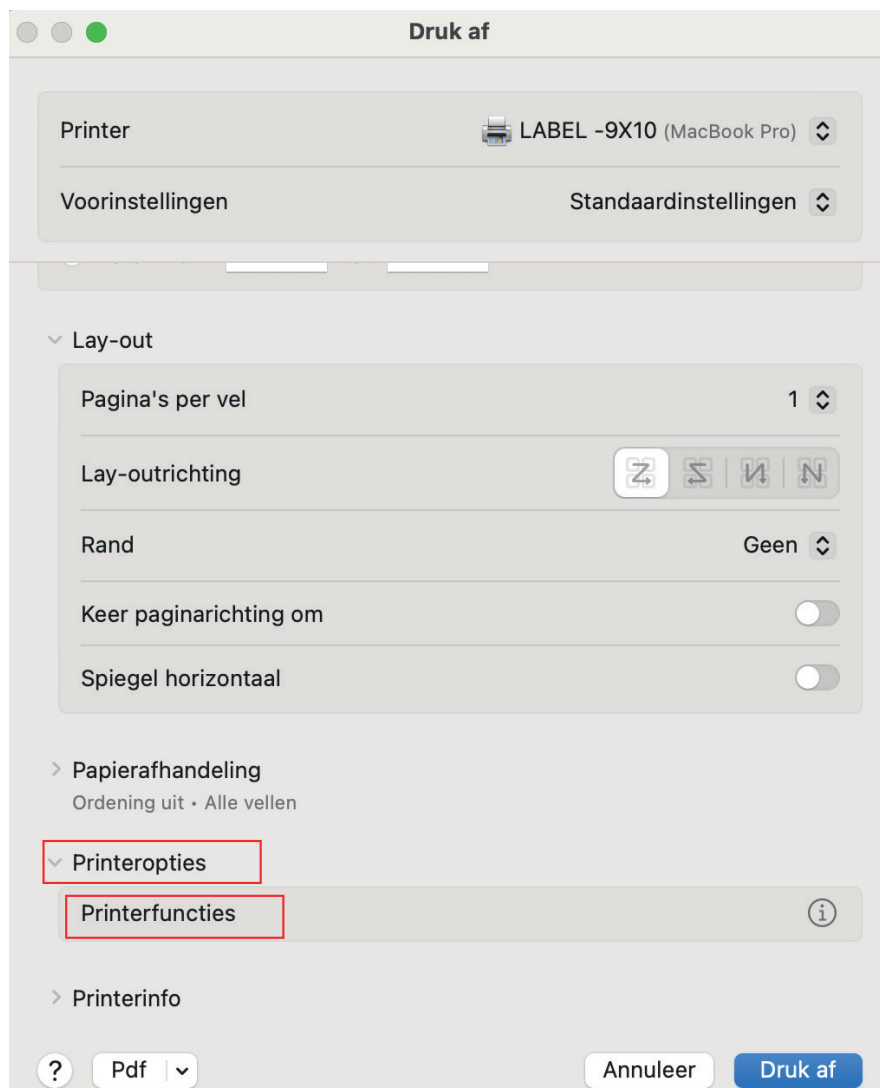 Druk af
Printer LABEL -9X10 (MacBook Pro)
Voorinstellingen Standaardinstellingen
Lay-out
Pagina's per vel 1
Lay-outrichting
Rand Geen
Keer paginarichting om
Spiegel horizontaal
Papierafhandeling
Ordening uit • Alle vellen
Printeropties
Printerfuncties
Printerinfo
? Pdf Annuleer Druk af